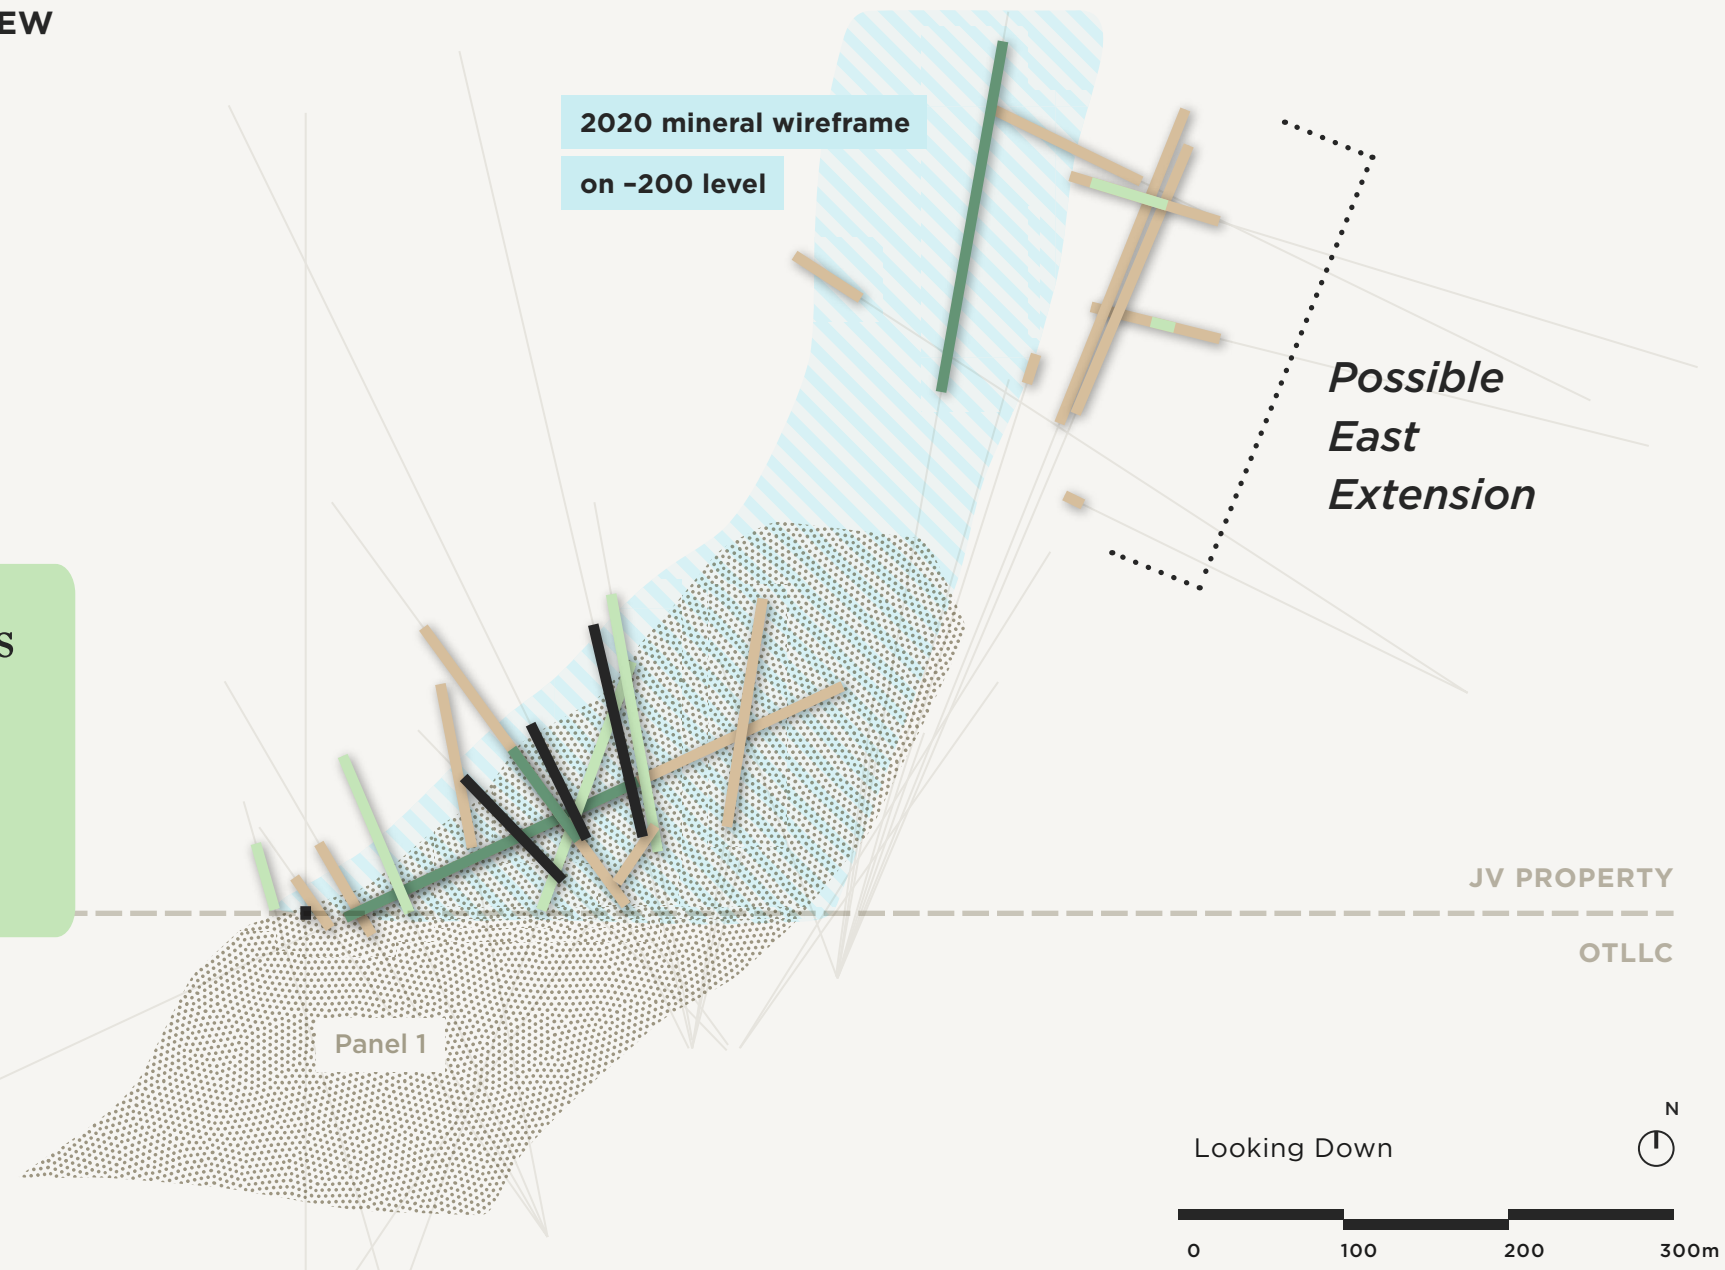 EW
2020 mineral wireframe
on –200 level
Possible
East
Extension
s
JV PROPERTY
OTLLC
Panel 1
N
Looking Down
0 100 200 300m